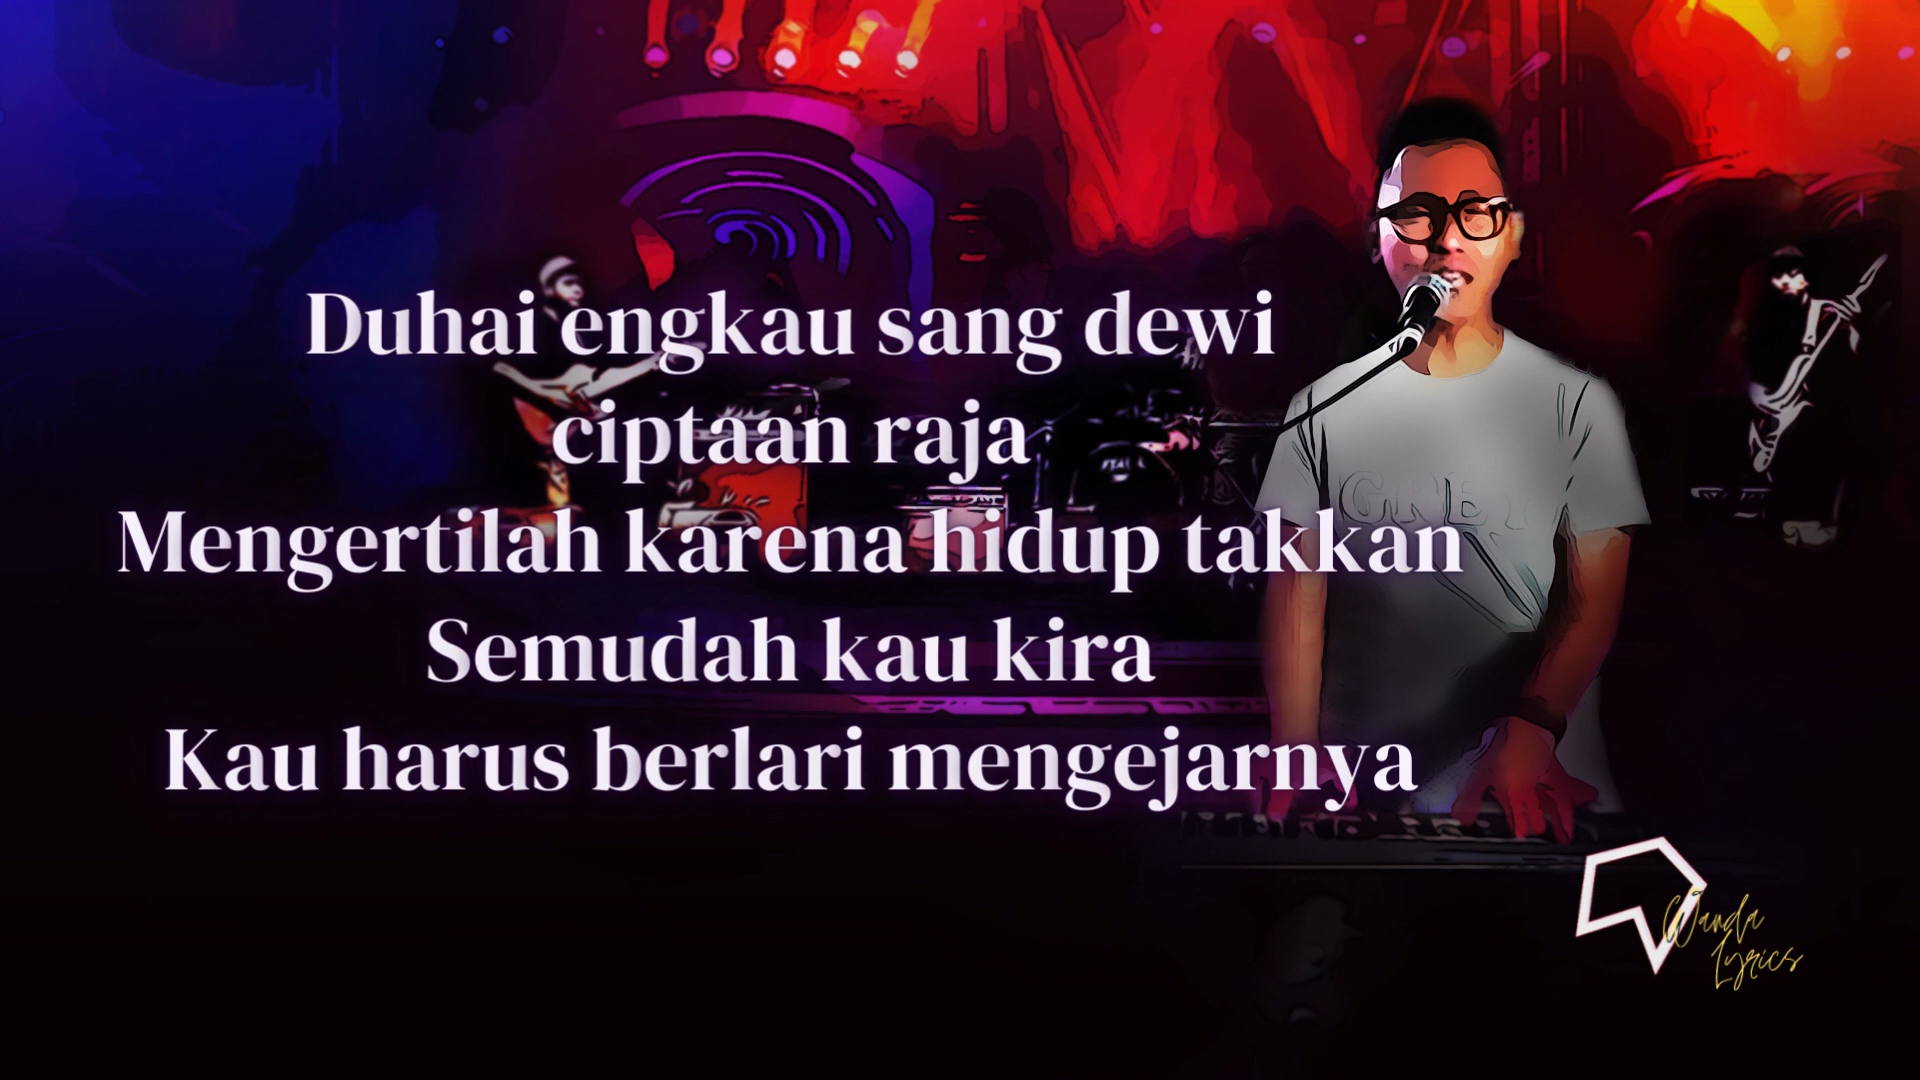 Duhai engkau sang dewi
ciptaan raja
Mengertilah karena hidup takkan
Semudah kau kira
Kau harus berlari mengejarnya
Wanda
Lyrics